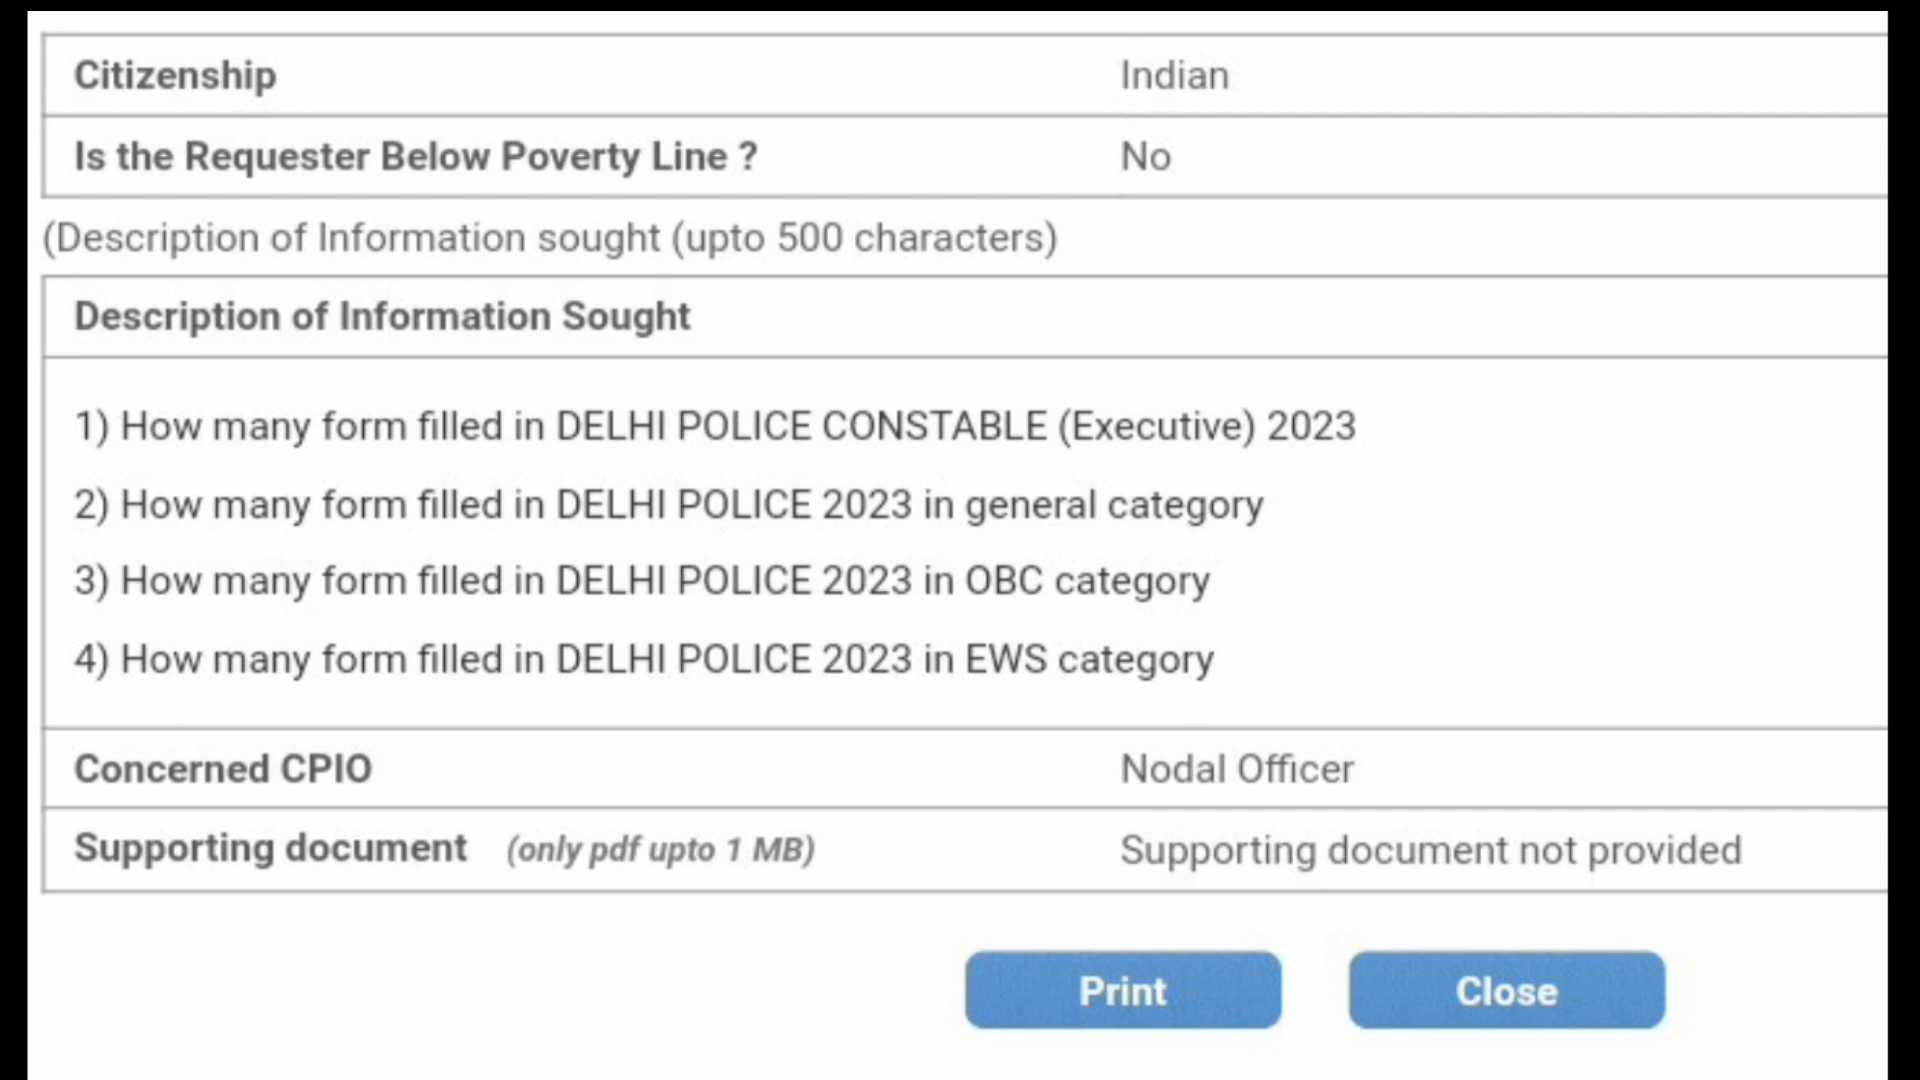 Citizenship Indian
Is the Requester Below Poverty Line ? No
(Description of Information sought (upto 500 characters)
Description of Information Sought
1) How many form filled in DELHI POLICE CONSTABLE (Executive) 2023
2) How many form filled in DELHI POLICE 2023 in general category
3) How many form filled in DELHI POLICE 2023 in OBC category
4) How many form filled in DELHI POLICE 2023 in EWS category
Concerned CPIO Nodal Officer
Supporting document (only pdf upto 1 MB) Supporting document not provided
Print Close